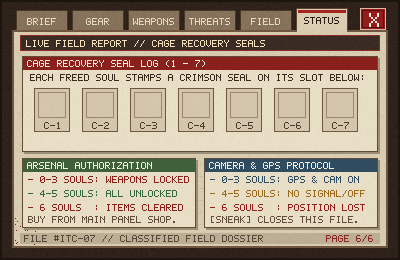 BRIEF GEAR WEAPONS THREATS FIELD STATUS X
LIVE FIELD REPORT // CAGE RECOVERY SEALS
CAGE RECOVERY SEAL LOG (1 - 7)
EACH FREED SOUL STAMPS A CRIMSON SEAL ON ITS SLOT BELOW:
C-1 C-2 C-3 C-4 C-5 C-6 C-7
ARSENAL AUTHORIZATION
- 0-3 SOULS: WEAPONS LOCKED
- 4-5 SOULS: ALL UNLOCKED
- 6 SOULS : ITEMS CLEARED
BUY FROM MAIN PANEL SHOP.
CAMERA & GPS PROTOCOL
- 0-3 SOULS: GPS & CAM ON
- 4-5 SOULS: NO SIGNAL/OFF
- 6 SOULS : POSITION LOST
[SNEAK] CLOSES THIS FILE.
FILE #ITC-07 // CLASSIFIED FIELD DOSSIER PAGE 6/6